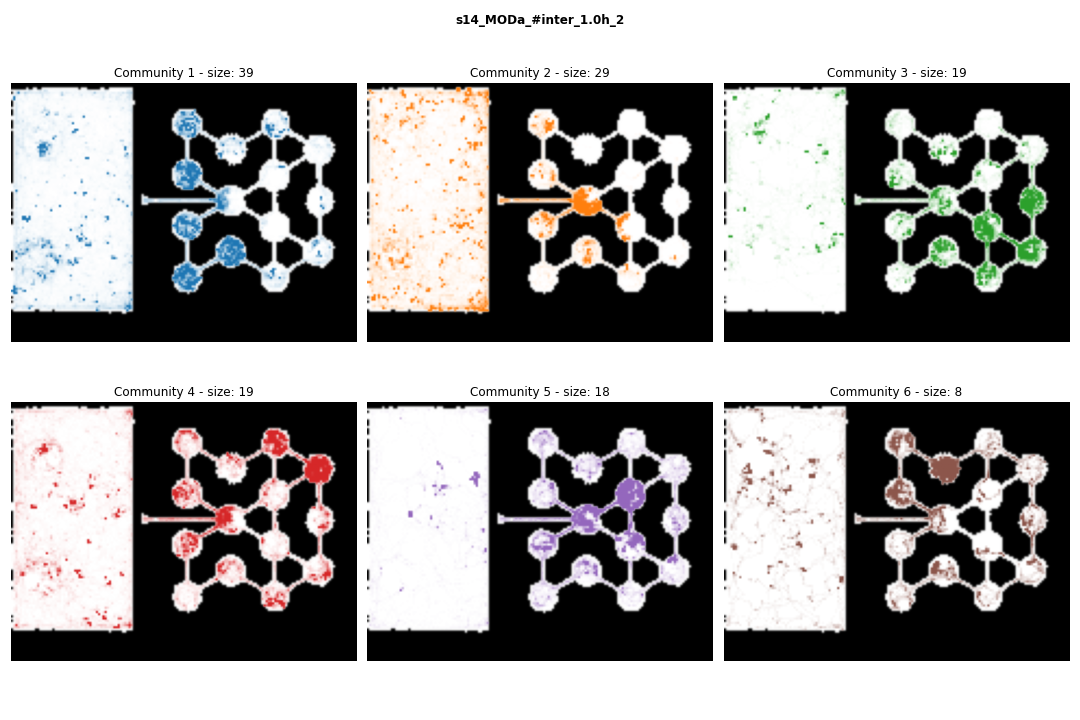 s14_MODa_#inter_1.0h_2
Community 1 - size: 39
Community 2 - size: 29
Community 3 - size: 19
Community 4 - size: 19
Community 5 - size: 18
Community 6 - size: 8